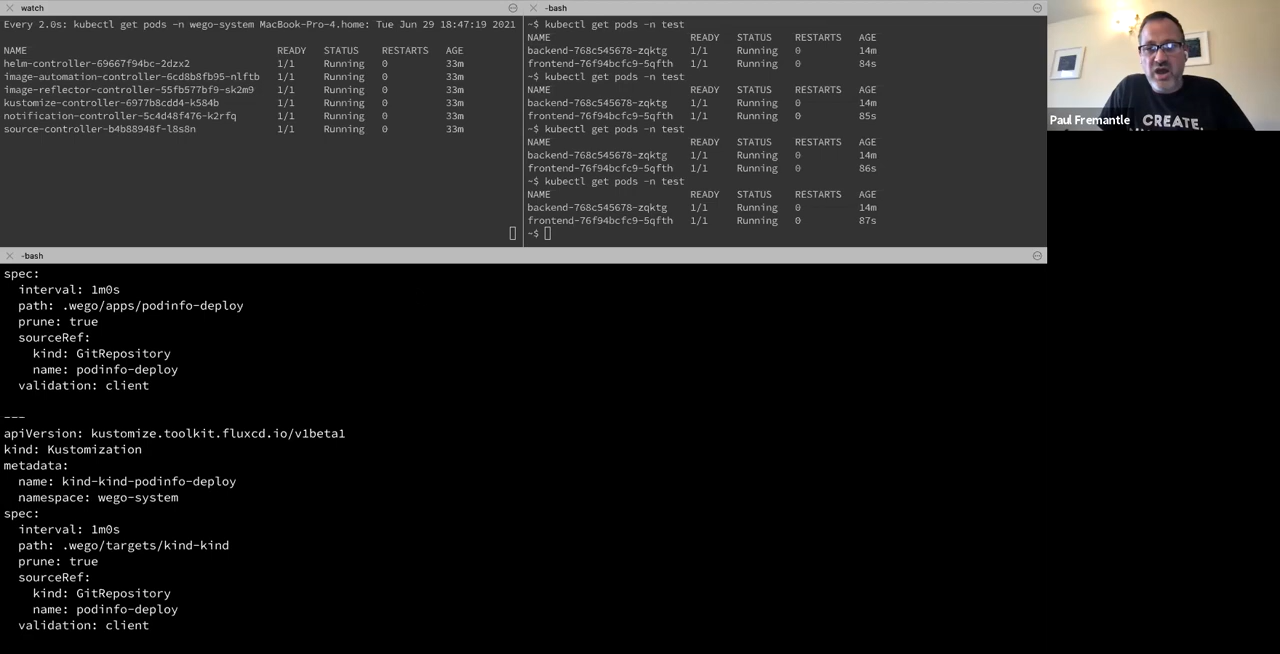 watch
Every 2.0s: kubectl get pods -n wego-system MacBook-Pro-4.home: Tue Jun 29 18:47:19 2021
NAME READY STATUS RESTARTS AGE
helm-controller-69667f94bc-2dzx2 1/1 Running 0 33m
image-automation-controller-6cd8b8fb95-nlftb 1/1 Running 0 33m
image-reflector-controller-55fb577bf9-sk2m9 1/1 Running 0 33m
kustomize-controller-6977b8cdd4-k584b 1/1 Running 0 33m
notification-controller-5c4d48f476-k2rfq 1/1 Running 0 33m
source-controller-b4b88948f-l8s8n 1/1 Running 0 33m
-bash
~$ kubectl get pods -n test
NAME READY STATUS RESTARTS AGE
backend-768c545678-zqktg 1/1 Running 0 14m
frontend-76f94bcfc9-5qfth 1/1 Running 0 84s
~$ kubectl get pods -n test
NAME READY STATUS RESTARTS AGE
backend-768c545678-zqktg 1/1 Running 0 14m
frontend-76f94bcfc9-5qfth 1/1 Running 0 85s
~$ kubectl get pods -n test
NAME READY STATUS RESTARTS AGE
backend-768c545678-zqktg 1/1 Running 0 14m
frontend-76f94bcfc9-5qfth 1/1 Running 0 86s
~$ kubectl get pods -n test
NAME READY STATUS RESTARTS AGE
backend-768c545678-zqktg 1/1 Running 0 14m
frontend-76f94bcfc9-5qfth 1/1 Running 0 87s
~$
Paul Fremantle
CREATE.
-bash
spec:
interval: 1m0s
path: .wego/apps/podinfo-deploy
prune: true
sourceRef:
kind: GitRepository
name: podinfo-deploy
validation: client
---
apiVersion: kustomize.toolkit.fluxcd.io/v1beta1
kind: Kustomization
metadata:
name: kind-kind-podinfo-deploy
namespace: wego-system
spec:
interval: 1m0s
path: .wego/targets/kind-kind
prune: true
sourceRef:
kind: GitRepository
name: podinfo-deploy
validation: client